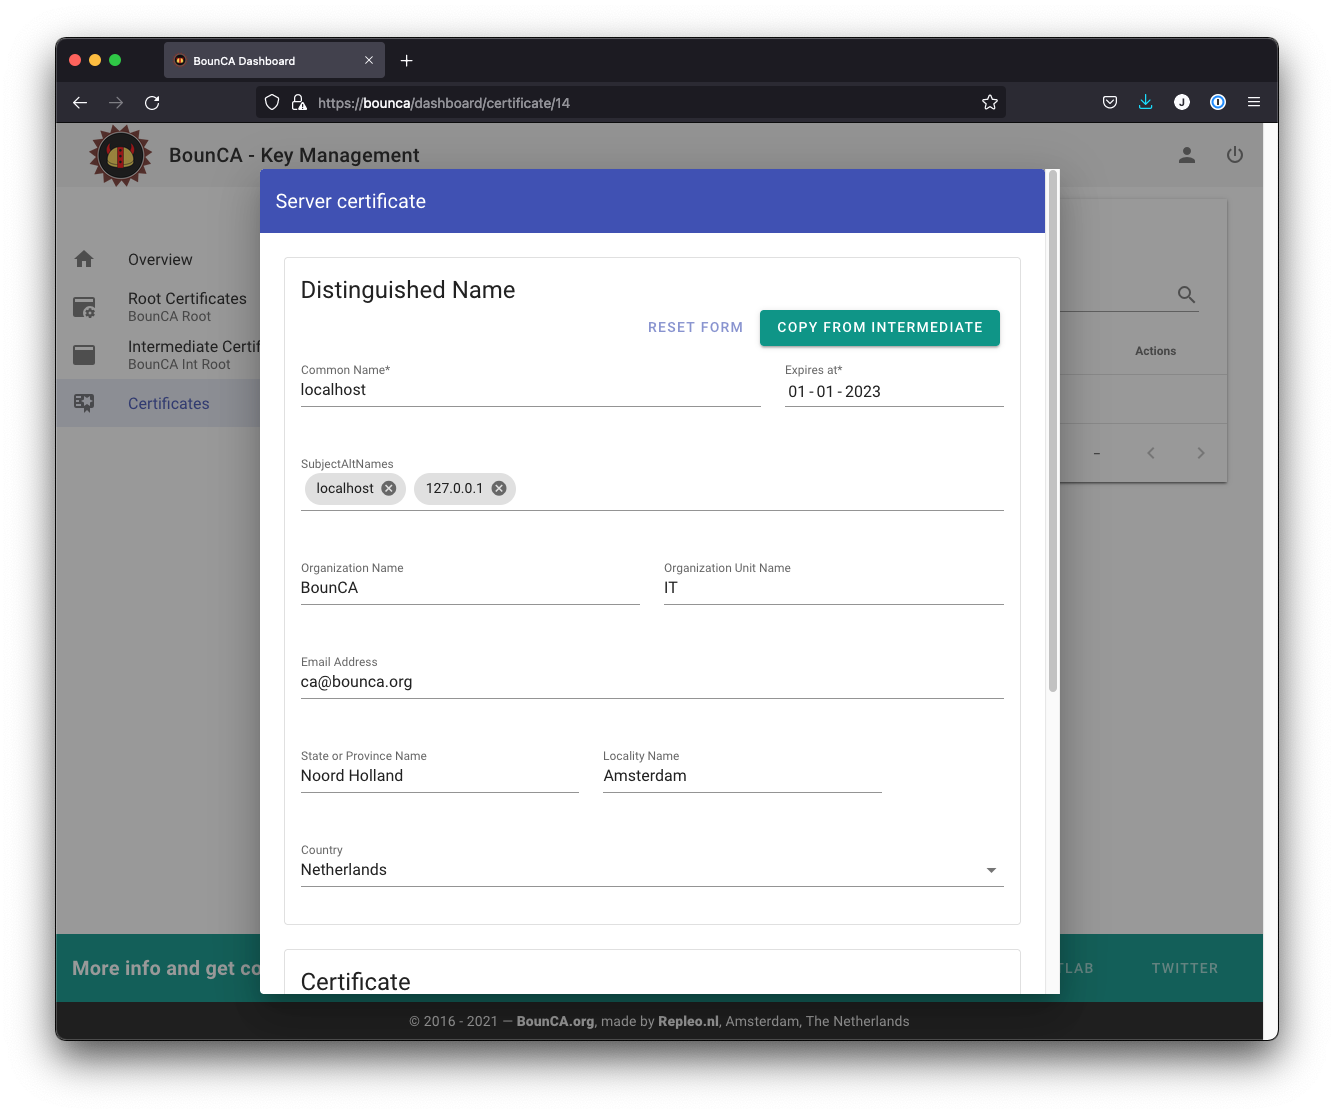 BounCA Dashboard
https://bounca/dashboard/certificate/14
BounCA - Key Management
Server certificate
Overview
Root Certificates
BounCA Root
Intermediate Certif
BounCA Int Root
Certificates
Distinguished Name
RESET FORM
COPY FROM INTERMEDIATE
Actions
Common Name*
localhost
Expires at*
01 - 01 - 2023
SubjectAltNames
localhost
127.0.0.1
Organization Name
BounCA
Organization Unit Name
IT
Email Address
ca@bounca.org
State or Province Name
Noord Holland
Locality Name
Amsterdam
Country
Netherlands
Certificate
More info and get co
TLAB
TWITTER
© 2016 - 2021 — BounCA.org, made by Repleo.nl, Amsterdam, The Netherlands